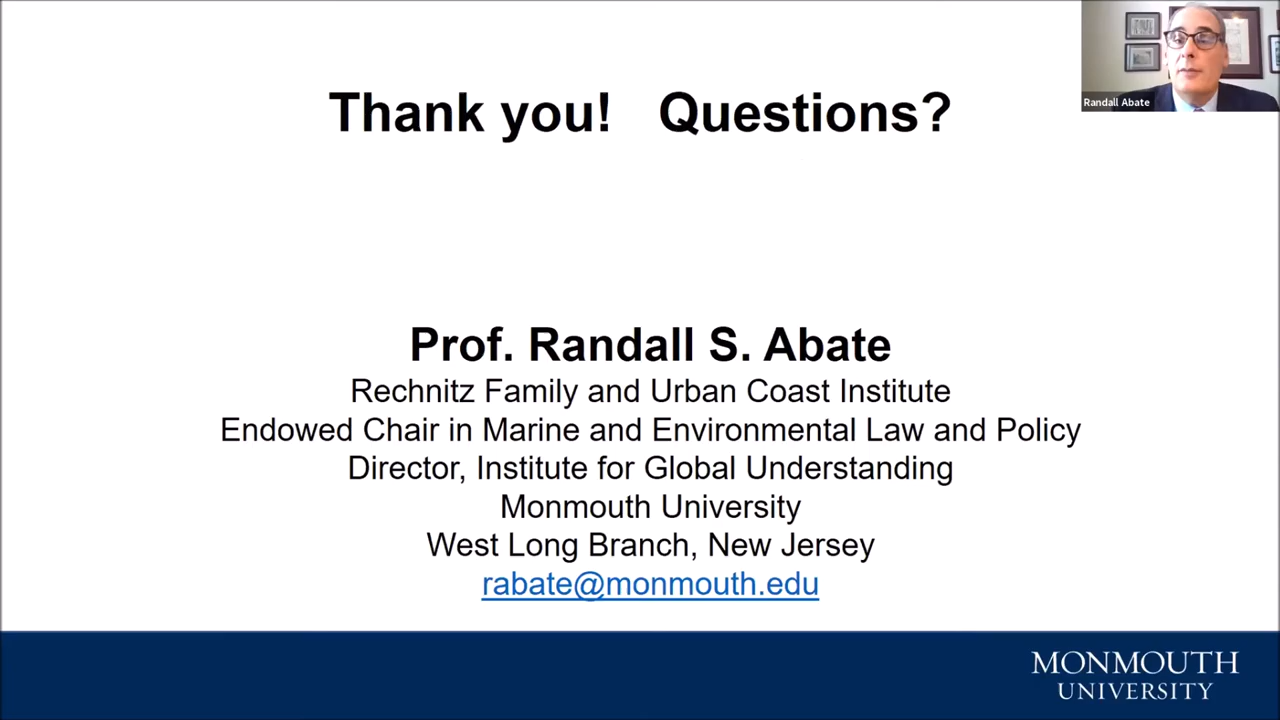 Thank you! Questions?
Randall Abate
Prof. Randall S. Abate
Rechnitz Family and Urban Coast Institute
Endowed Chair in Marine and Environmental Law and Policy
Director, Institute for Global Understanding
Monmouth University
West Long Branch, New Jersey
rabate@monmouth.edu
MONMOUTH
UNIVERSITY